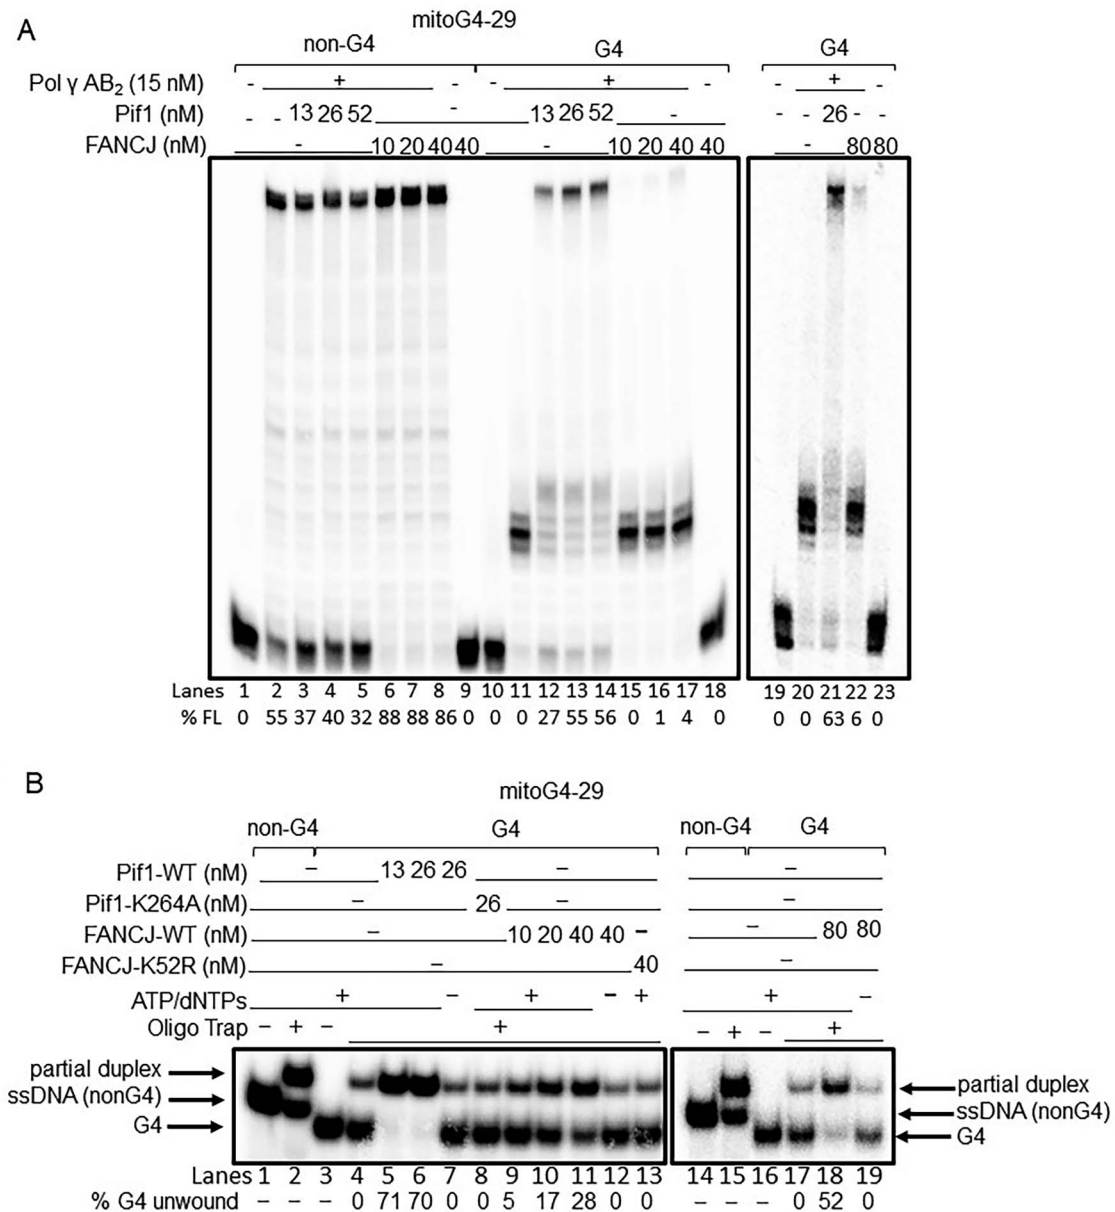 A
mitoG4-29
non-G4 G4 G4
Pol γ AB2 (15 nM) - + - - + - - + -
Pif1 (nM) - - 13 26 52 - 13 26 52 - - - 26 -
FANCJ (nM) - 10 20 40 40 - 10 20 40 40 - 80 80
Lanes 1 2 3 4 5 6 7 8 9 10 11 12 13 14 15 16 17 18 19 20 21 22 23
% FL 0 55 37 40 32 88 88 86 0 0 0 27 55 56 0 1 4 0 0 0 63 6 0
B
mitoG4-29
non-G4 G4 non-G4 G4
Pif1-WT (nM) – 13 26 26 – –
Pif1-K264A (nM) – 26 – –
FANCJ-WT (nM) – 10 20 40 40 – – 80 80
FANCJ-K52R (nM) – 40 –
ATP/dNTPs + – + – + + –
Oligo Trap – + – + – + – +
partial duplex partial duplex
ssDNA (nonG4) ssDNA (nonG4)
G4 G4
Lanes 1 2 3 4 5 6 7 8 9 10 11 12 13 14 15 16 17 18 19
% G4 unwound – – – 0 71 70 0 0 5 17 28 0 0 – – – 0 52 0